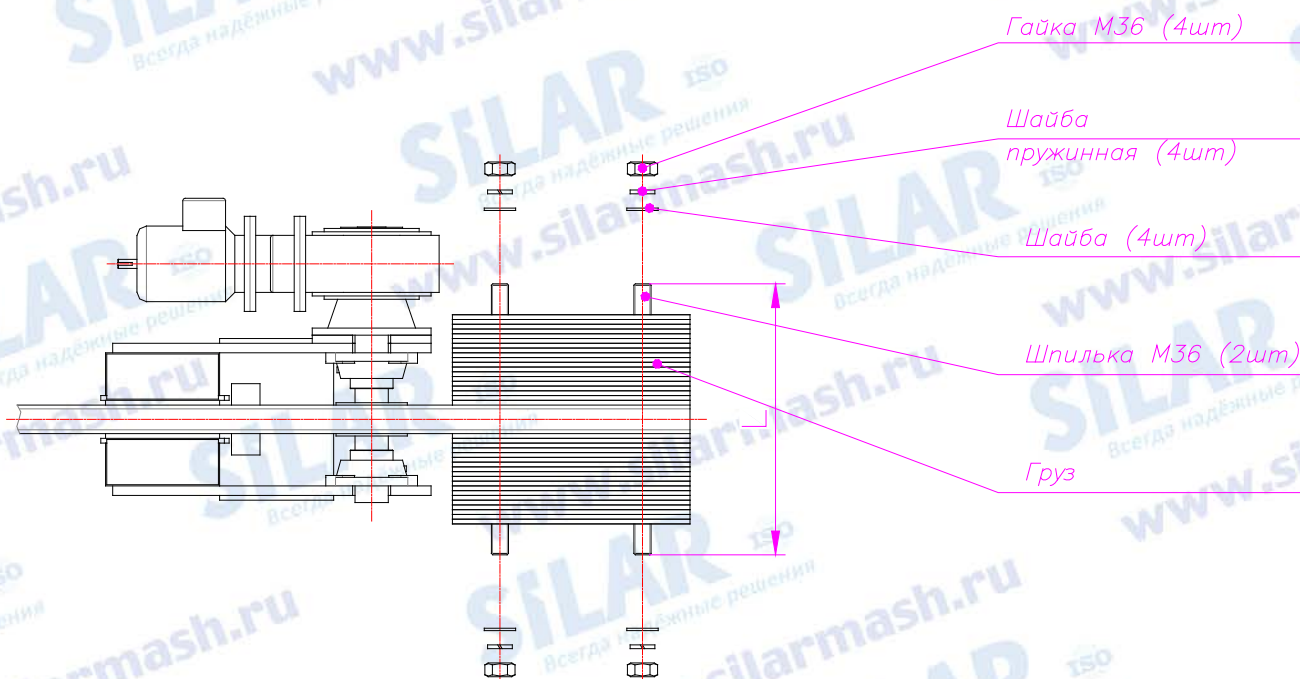 Гайка М36 (4шт)
Шайба
пружинная (4шт)
Шайба (4шт)
Шпилька М36 (2шт)
Груз
L
SiLAR
ISO
Всегда надёжные решения
www.silarmash.ru